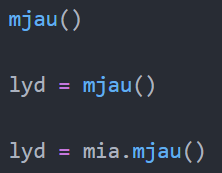 mjau()
lyd = mjau()
lyd = mia.mjau()